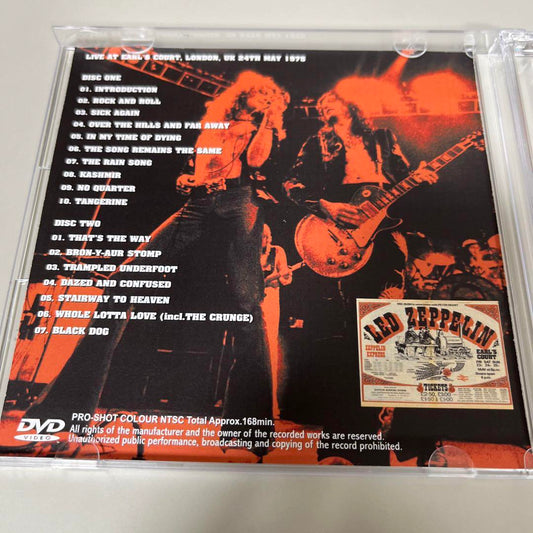 LIVE AT EARL'S COURT, LONDON, UK 24TH MAY 1975
DISC ONE
01. INTRODUCTION
02. ROCK AND ROLL
03. SICK AGAIN
04. OVER THE HILLS AND FAR AWAY
05. IN MY TIME OF DYING
06. THE SONG REMAINS THE SAME
07. THE RAIN SONG
08. KASHMIR
09. NO QUARTER
10. TANGERINE
DISC TWO
01. THAT'S THE WAY
02. BRON-Y-AUR STOMP
03. TRAMPLED UNDERFOOT
04. DAZED AND CONFUSED
05. STAIRWAY TO HEAVEN
06. WHOLE LOTTA LOVE (incl.THE CRUNGE)
07. BLACK DOG
LED ZEPPELIN
ZEPPELIN
EXPRESS
EARL'S
COURT
TICKETS
DVD
VIDEO
PRO-SHOT COLOUR NTSC Total Approx.168min.
All rights of the manufacturer and the owner of the recorded works are reserved.
Unauthorized public performance, broadcasting and copying of the record prohibited.